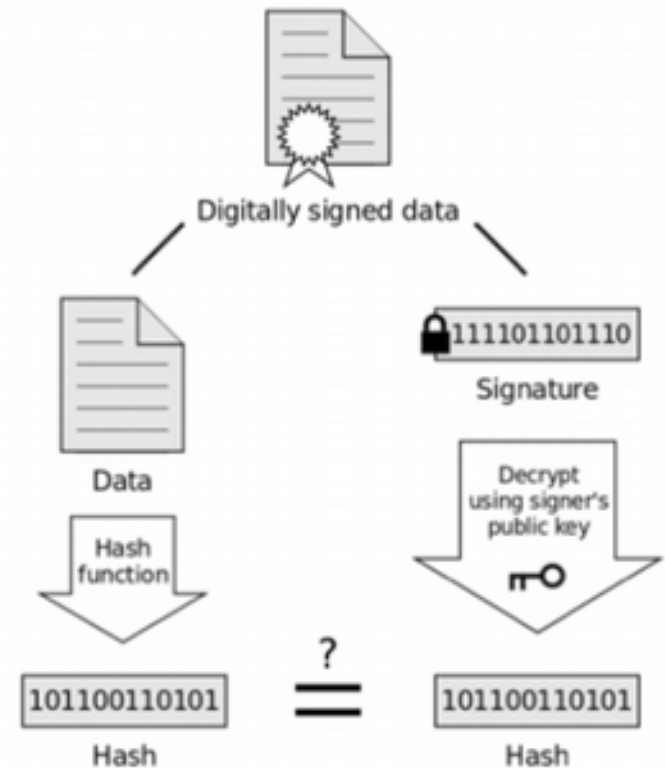 Digitally signed data
111101101110
Signature
Data
Decrypt
using signer's
public key
Hash
function
?
101100110101
101100110101
Hash
Hash